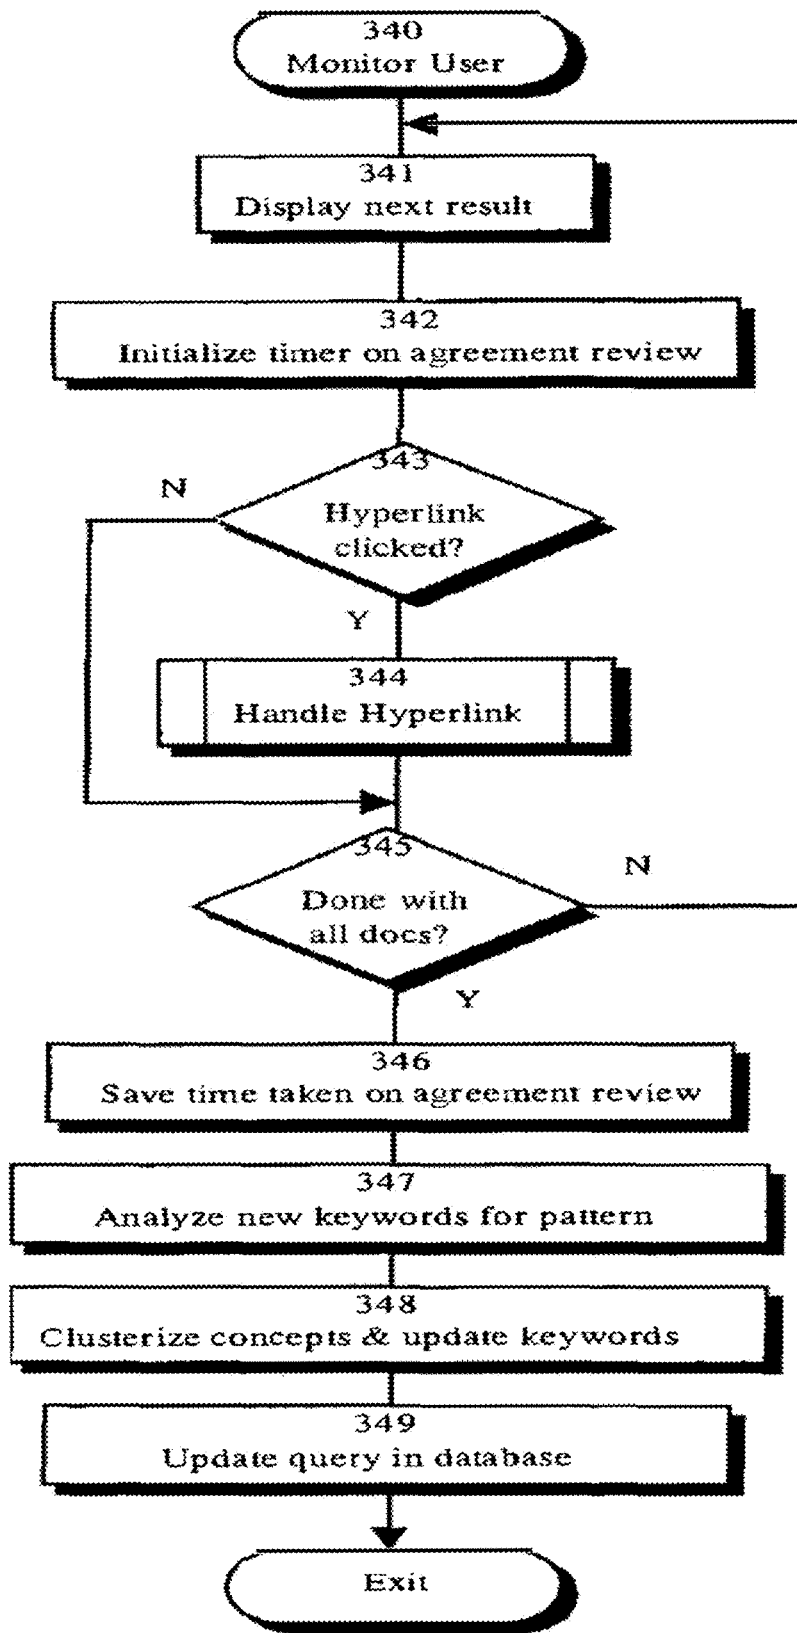 340
Monitor User
341
Display next result
342
Initialize timer on agreement review
343
N
Hyperlink
clicked?
Y
344
Handle Hyperlink
345
N
Done with
all docs?
Y
346
Save time taken on agreement review
347
Analyze new keywords for pattern
348
Clusterize concepts & update keywords
349
Update query in database
Exit